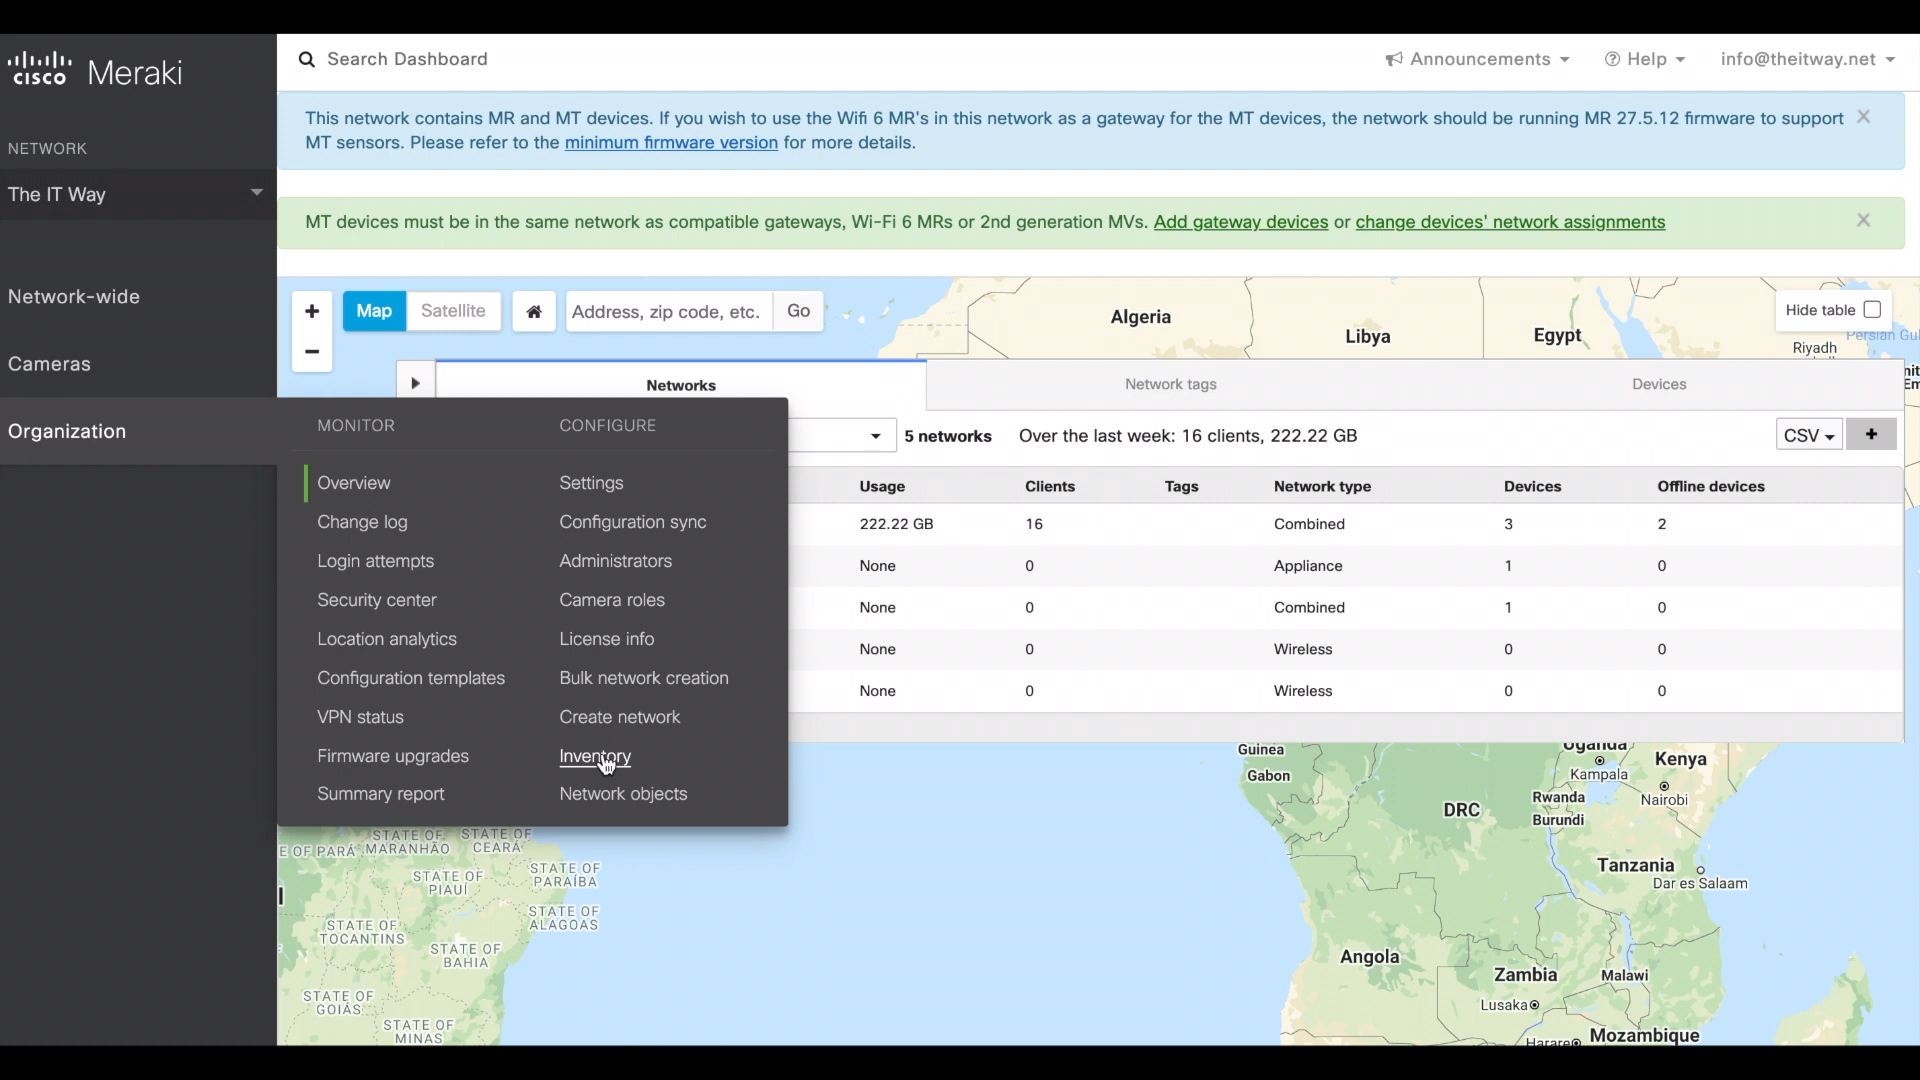 cisco Meraki
Search Dashboard
Announcements
Help
info@theitway.net
This network contains MR and MT devices. If you wish to use the Wifi 6 MR's in this network as a gateway for the MT devices, the network should be running MR 27.5.12 firmware to support
MT sensors. Please refer to the minimum firmware version for more details.
NETWORK
The IT Way
MT devices must be in the same network as compatible gateways, Wi-Fi 6 MRs or 2nd generation MVs. Add gateway devices or change devices' network assignments
Network-wide
Cameras
Organization
+
−
Map
Satellite
Address, zip code, etc.
Go
Algeria
Libya
Egypt
Hide table
Persian Gu
Riyadh
Networks
Network tags
Devices
5 networks
Over the last week: 16 clients, 222.22 GB
CSV
+
Usage Clients Tags Network type Devices Offline devices
222.22 GB 16 Combined 3 2
None 0 Appliance 1 0
None 0 Combined 1 0
None 0 Wireless 0 0
None 0 Wireless 0 0
MONITOR
Overview
Change log
Login attempts
Security center
Location analytics
Configuration templates
VPN status
Firmware upgrades
Summary report
CONFIGURE
Settings
Configuration sync
Administrators
Camera roles
License info
Bulk network creation
Create network
Inventory
Network objects
Guinea
Gabon
Uganda
Kampala
Kenya
Nairobi
DRC
Rwanda
Burundi
Tanzania
Dar es Salaam
Angola
Zambia
Malawi
Lusaka
Harare
Mozambique
E OF PARÁ
STATE OF
MARANHÃO
STATE OF
CEARÁ
STATE OF
PIAUÍ
STATE OF
PARAÍBA
STATE OF
ALAGOAS
STATE OF
TOCANTINS
STATE OF
BAHIA
STATE OF
GOIÁS
STATE OF
MINAS